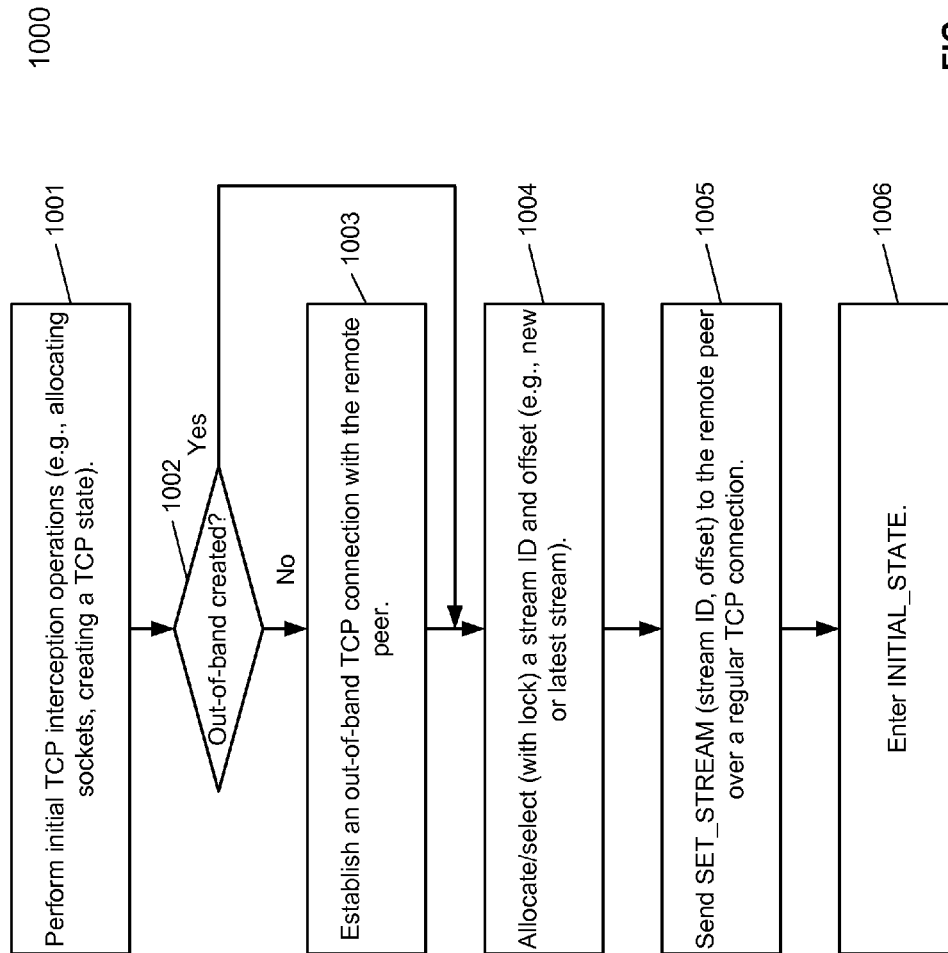 1000
1001
Perform initial TCP interception operations (e.g., allocating
sockets, creating a TCP state).
1002
Out-of-band created?
Yes
No
1003
Establish an out-of-band TCP connection with the remote
peer.
1004
Allocate/select (with lock) a stream ID and offset (e.g., new
or latest stream).
1005
Send SET_STREAM (stream ID, offset) to the remote peer
over a regular TCP connection.
1006
Enter INITIAL_STATE.